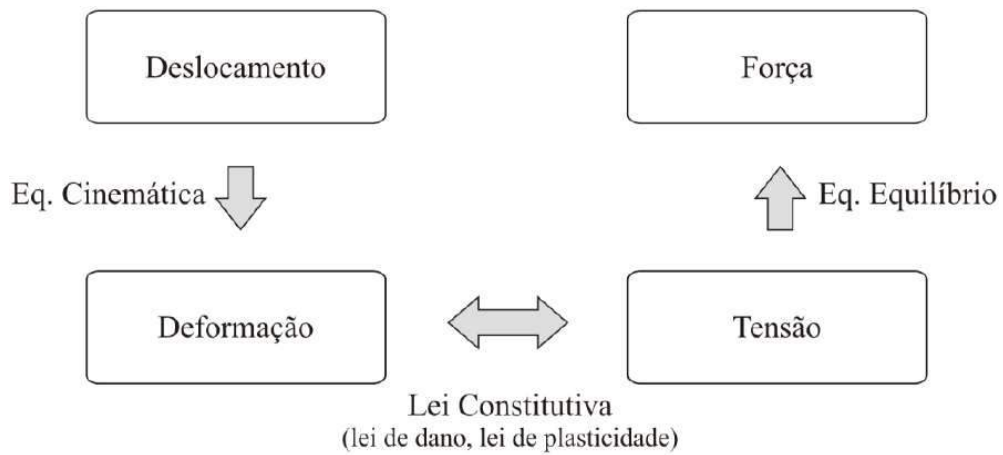 Deslocamento
Força
Eq. Cinemática
Eq. Equilíbrio
Deformação
Tensão
Lei Constitutiva
(lei de dano, lei de plasticidade)